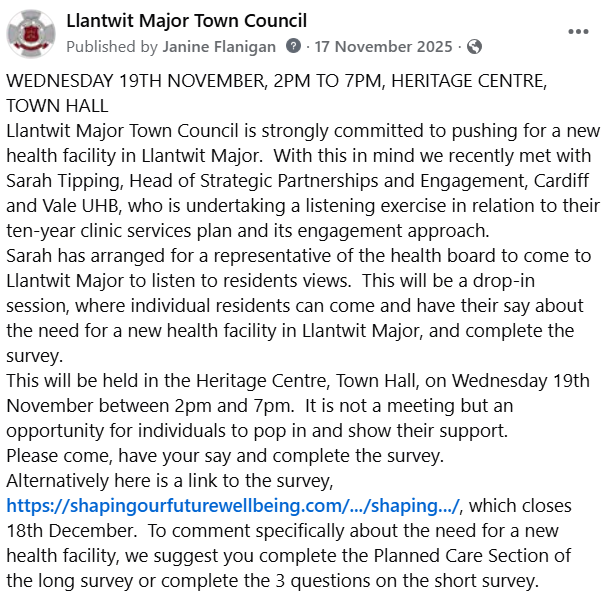 Llantwit Major Town Council
Published by Janine Flanigan · 17 November 2025 ·
WEDNESDAY 19TH NOVEMBER, 2PM TO 7PM, HERITAGE CENTRE,
TOWN HALL
Llantwit Major Town Council is strongly committed to pushing for a new
health facility in Llantwit Major.  With this in mind we recently met with
Sarah Tipping, Head of Strategic Partnerships and Engagement, Cardiff
and Vale UHB, who is undertaking a listening exercise in relation to their
ten-year clinic services plan and its engagement approach.
Sarah has arranged for a representative of the health board to come to
Llantwit Major to listen to residents views.  This will be a drop-in
session, where individual residents can come and have their say about
the need for a new health facility in Llantwit Major, and complete the
survey.
This will be held in the Heritage Centre, Town Hall, on Wednesday 19th
November between 2pm and 7pm.  It is not a meeting but an
opportunity for individuals to pop in and show their support.
Please come, have your say and complete the survey.
Alternatively here is a link to the survey,
https://shapingourfuturewellbeing.com/.../shaping.../, which closes
18th December.  To comment specifically about the need for a new
health facility, we suggest you complete the Planned Care Section of
the long survey or complete the 3 questions on the short survey.